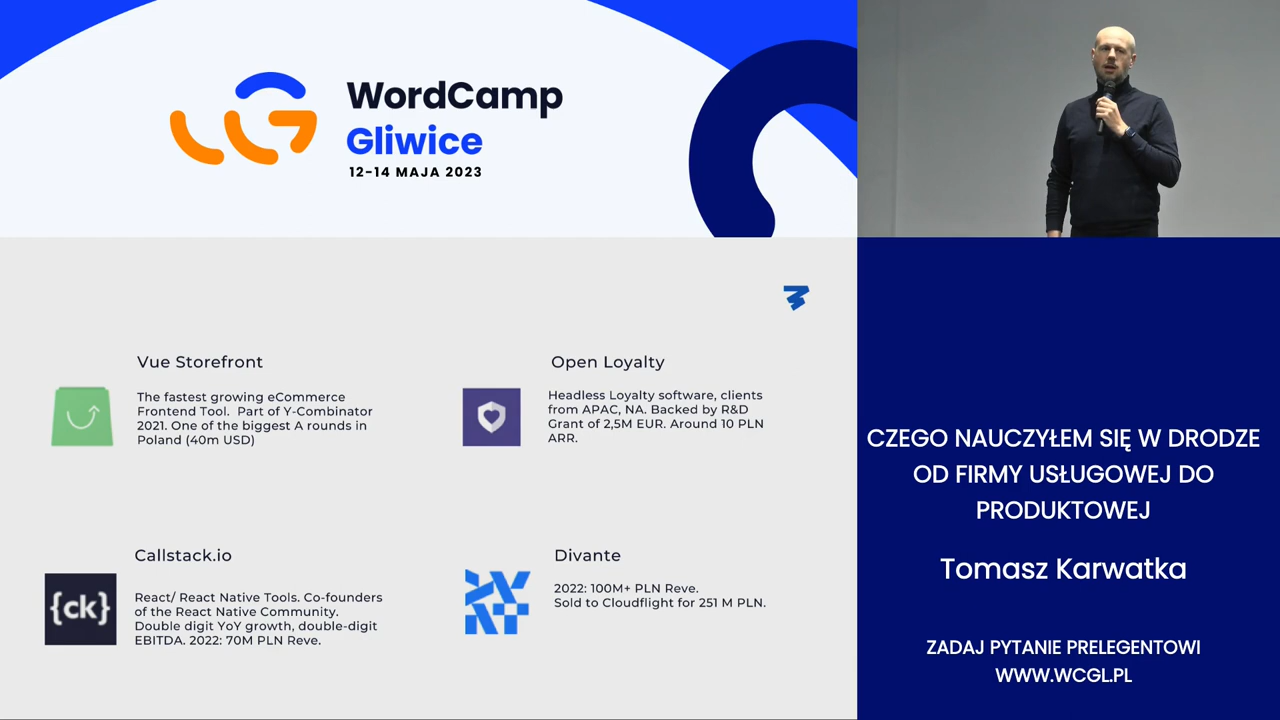 WordCamp
Gliwice
12-14 MAJA 2023
Vue Storefront
The fastest growing eCommerce
Frontend Tool. Part of Y-Combinator
2021. One of the biggest A rounds in
Poland (40m USD)
Open Loyalty
Headless Loyalty software, clients
from APAC, NA. Backed by R&D
Grant of 2,5M EUR. Around 10 PLN
ARR.
Callstack.io
{ck}
React/ React Native Tools. Co-founders
of the React Native Community.
Double digit YoY growth, double-digit
EBITDA. 2022: 70M PLN Reve.
Divante
2022: 100M+ PLN Reve.
Sold to Cloudflight for 251 M PLN.
CZEGO NAUCZYŁEM SIĘ W DRODZE
OD FIRMY USŁUGOWEJ DO
PRODUKTOWEJ
Tomasz Karwatka
ZADAJ PYTANIE PRELEGENTOWI
WWW.WCGL.PL